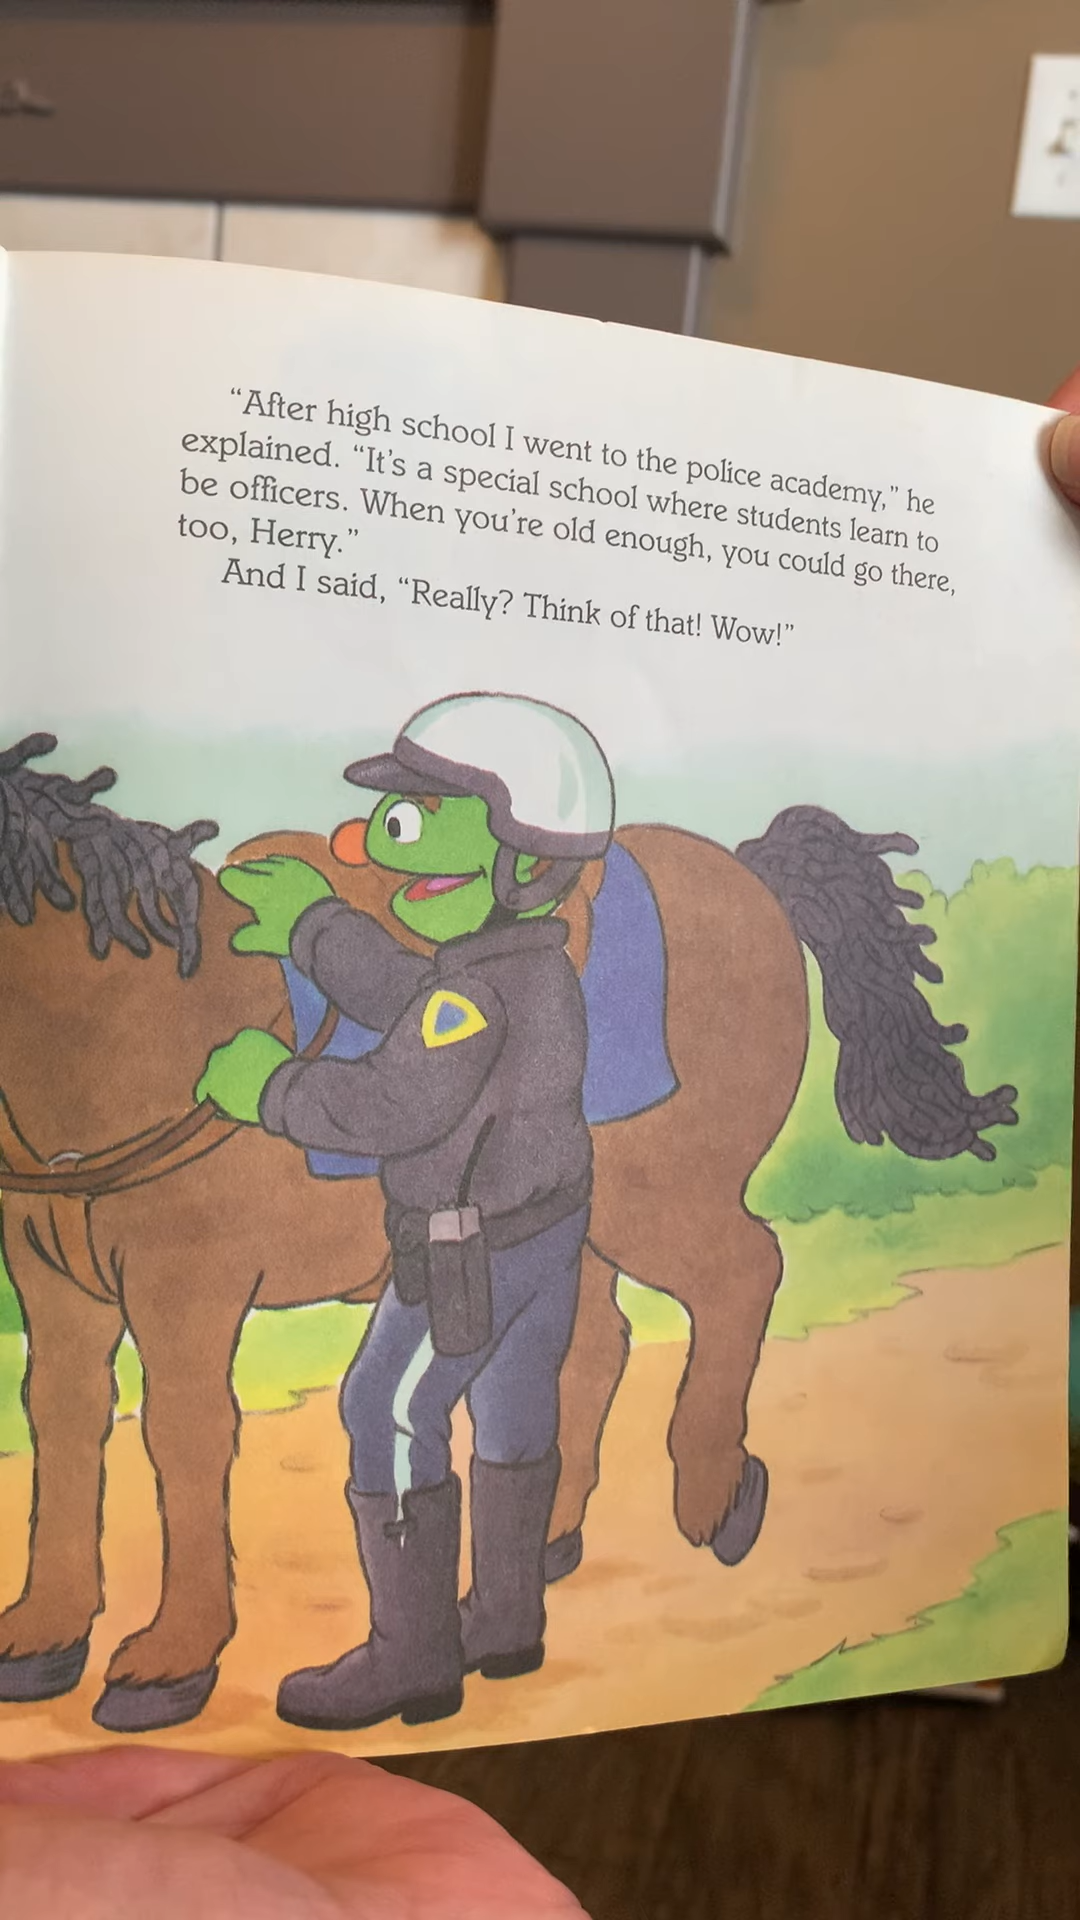 “After high school I went to the police academy,” he
explained. “It’s a special school where students learn to
be officers. When you’re old enough, you could go there,
too, Herry.”
And I said, “Really? Think of that! Wow!”